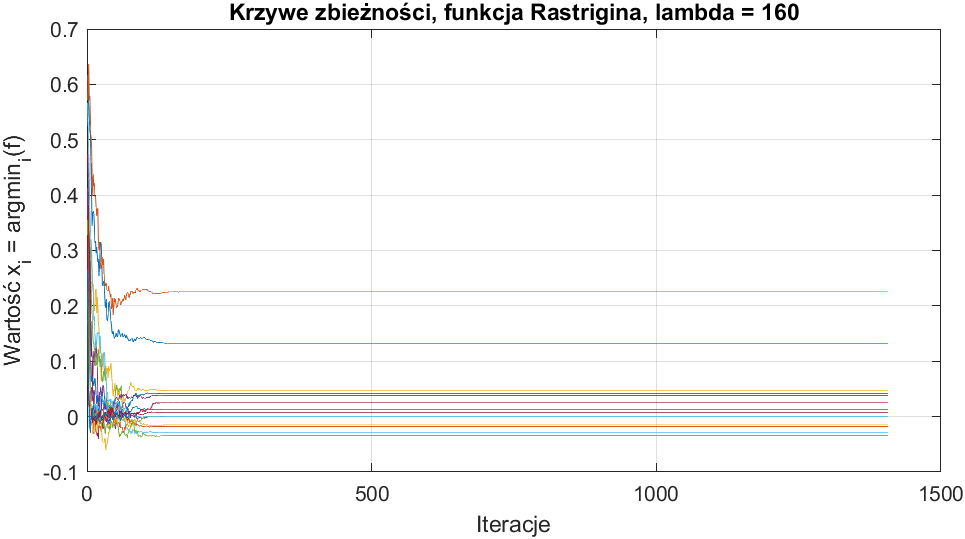 Krzywe zbieżności, funkcja Rastrigina, lambda = 160
Wartość x_i = argmin_i(f)
0.7
0.6
0.5
0.4
0.3
0.2
0.1
0
-0.1
0 500 1000 1500
Iteracje